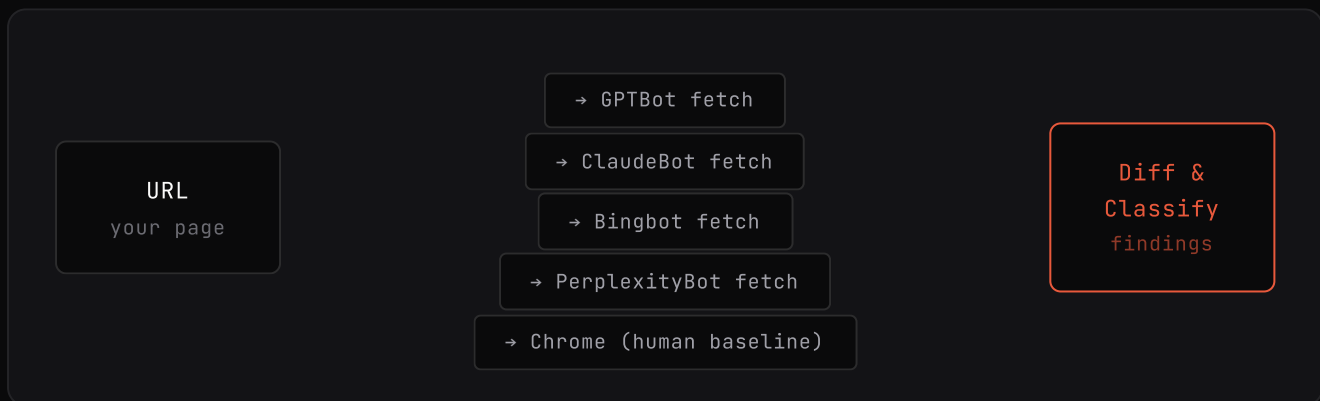 URL
your page
→ GPTBot fetch
→ ClaudeBot fetch
→ Bingbot fetch
→ PerplexityBot fetch
→ Chrome (human baseline)
Diff &
Classify
findings